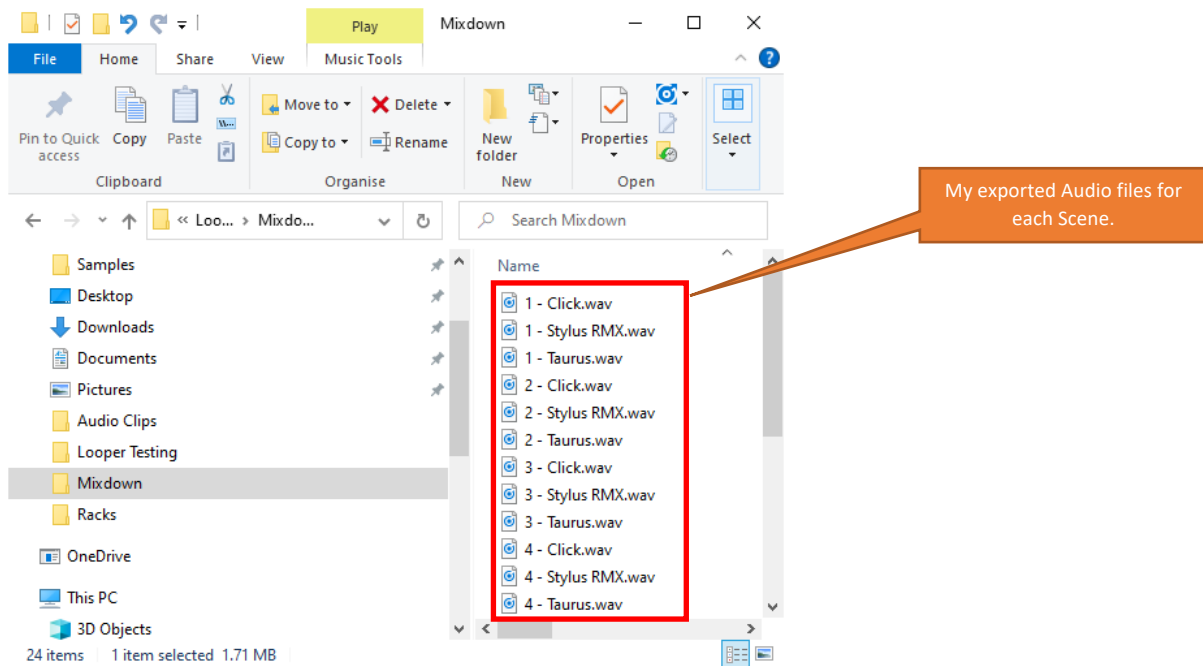 Play
Mixdown
File
Home
Share
View
Music Tools
Pin to Quick
access
Copy
Paste
Move to
Copy to
Delete
Rename
New
folder
Properties
Select
Clipboard
Organise
New
Open
« Loo... › Mixdo...
Search Mixdown
My exported Audio files for
each Scene.
Samples
Desktop
Downloads
Documents
Pictures
Audio Clips
Looper Testing
Mixdown
Racks
OneDrive
This PC
3D Objects
Name
1 - Click.wav
1 - Stylus RMX.wav
1 - Taurus.wav
2 - Click.wav
2 - Stylus RMX.wav
2 - Taurus.wav
3 - Click.wav
3 - Stylus RMX.wav
3 - Taurus.wav
4 - Click.wav
4 - Stylus RMX.wav
4 - Taurus.wav
24 items
1 item selected 1.71 MB